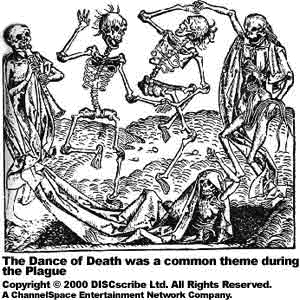 The Dance of Death was a common theme during
the Plague
Copyright © 2000 DISCscribe Ltd. All Rights Reserved.
A ChannelSpace Entertainment Network Company.